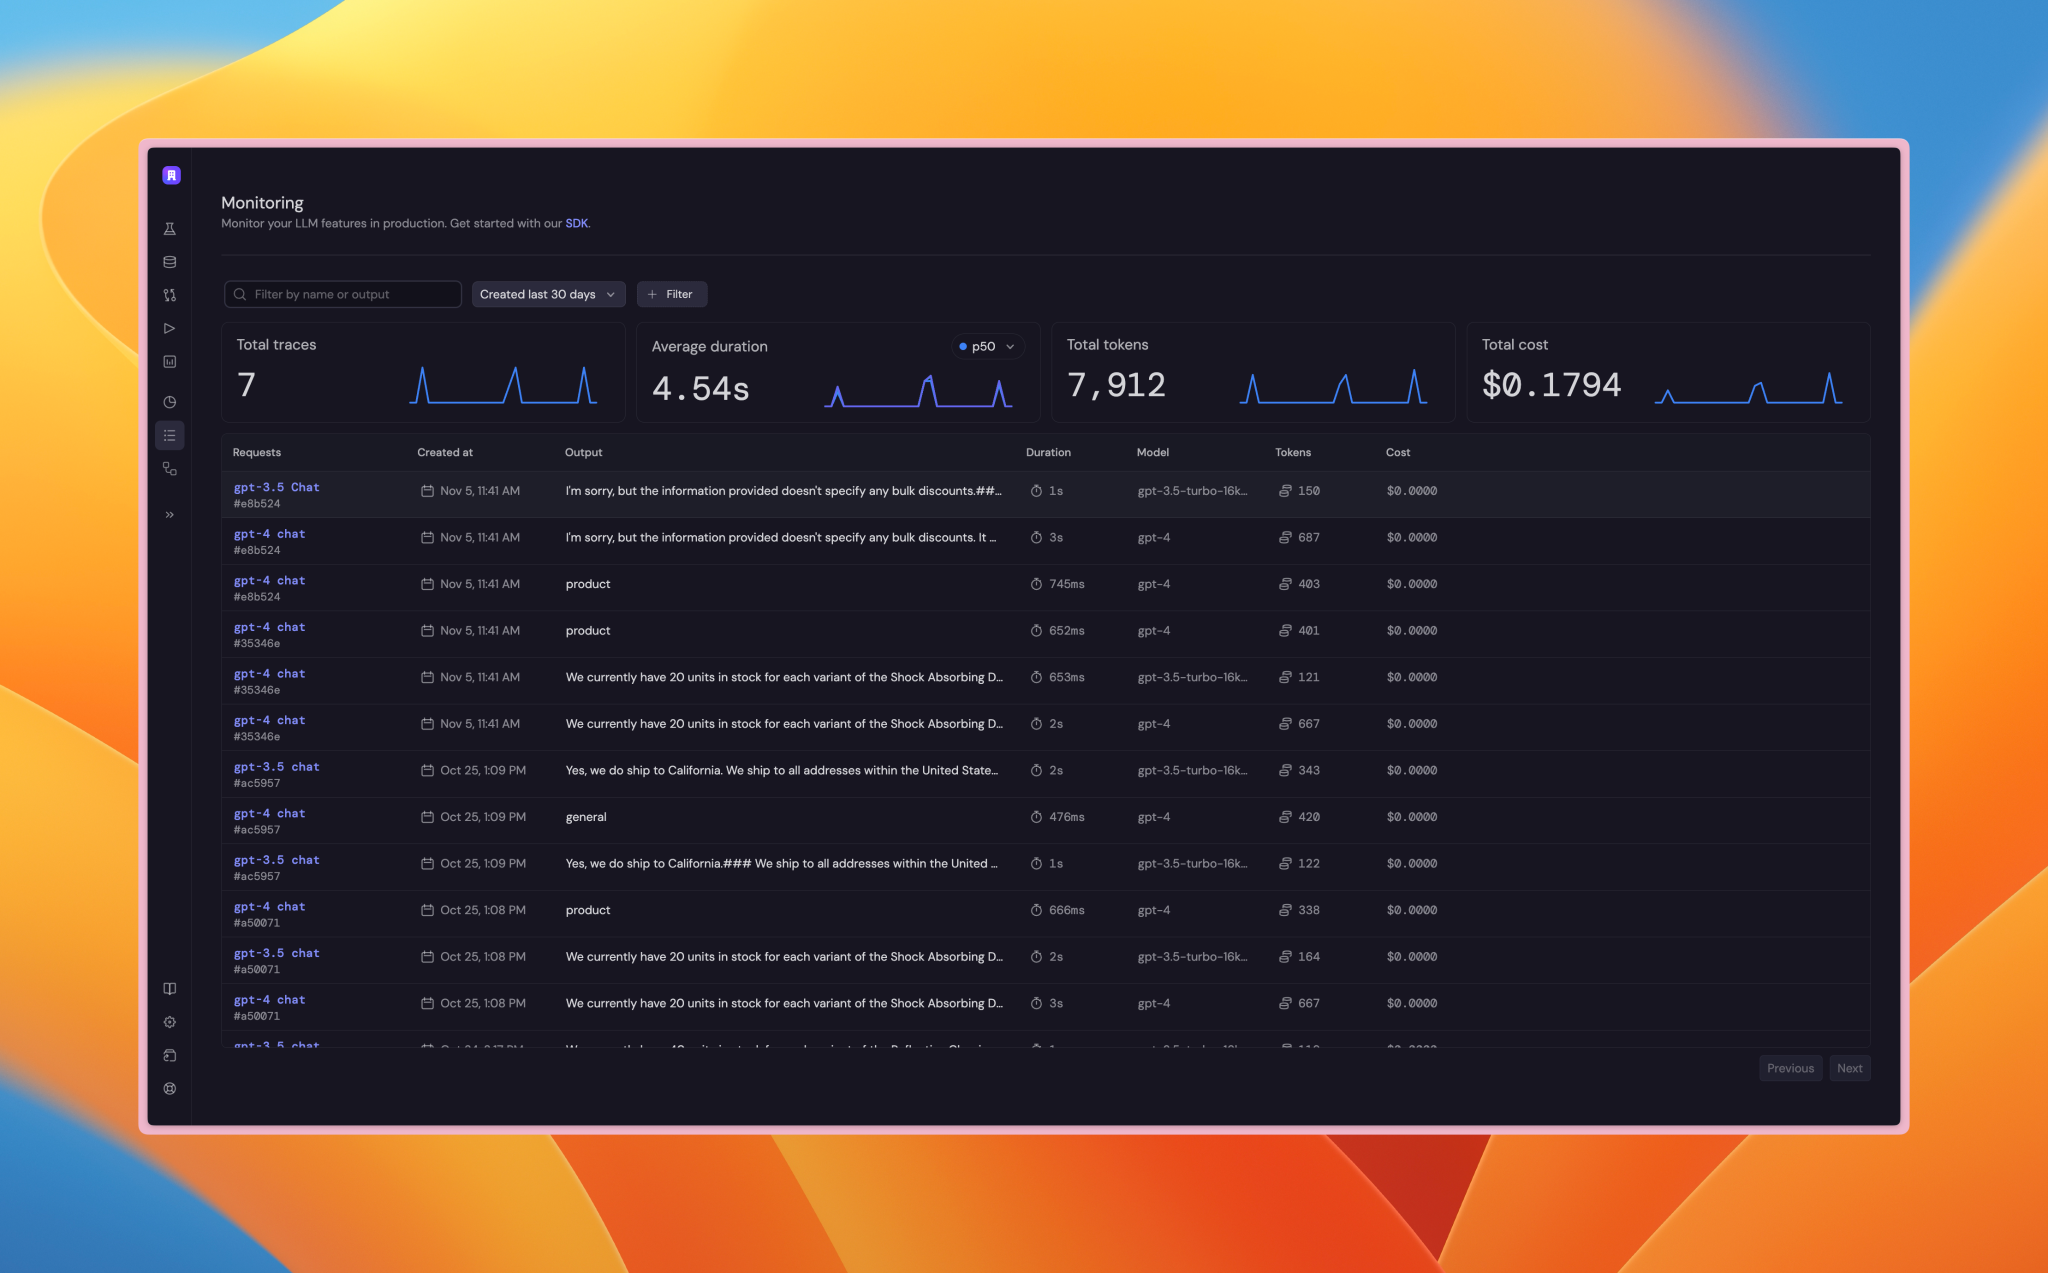 Monitoring
Monitor your LLM features in production. Get started with our SDK.
Filter by name or output
Created last 30 days
Filter
Total traces
7
Average duration
p50
4.54s
Total tokens
7,912
Total cost
$0.1794
Requests Created at Output Duration Model Tokens Cost
gpt-3.5 Chat
#e8b524
Nov 5, 11:41 AM I'm sorry, but the information provided doesn't specify any bulk discounts.##... 1s gpt-3.5-turbo-16k... 150 $0.0000
gpt-4 chat
#e8b524
Nov 5, 11:41 AM I'm sorry, but the information provided doesn't specify any bulk discounts. It ... 3s gpt-4 687 $0.0000
gpt-4 chat
#e8b524
Nov 5, 11:41 AM product 745ms gpt-4 403 $0.0000
gpt-4 chat
#35346e
Nov 5, 11:41 AM product 652ms gpt-4 401 $0.0000
gpt-4 chat
#35346e
Nov 5, 11:41 AM We currently have 20 units in stock for each variant of the Shock Absorbing D... 653ms gpt-3.5-turbo-16k... 121 $0.0000
gpt-4 chat
#35346e
Nov 5, 11:41 AM We currently have 20 units in stock for each variant of the Shock Absorbing D... 2s gpt-4 667 $0.0000
gpt-3.5 chat
#ac5957
Oct 25, 1:09 PM Yes, we do ship to California. We ship to all addresses within the United State... 2s gpt-3.5-turbo-16k... 343 $0.0000
gpt-4 chat
#ac5957
Oct 25, 1:09 PM general 476ms gpt-4 420 $0.0000
gpt-3.5 chat
#ac5957
Oct 25, 1:09 PM Yes, we do ship to California.### We ship to all addresses within the United ... 1s gpt-3.5-turbo-16k... 122 $0.0000
gpt-4 chat
#a50071
Oct 25, 1:08 PM product 666ms gpt-4 338 $0.0000
gpt-3.5 chat
#a50071
Oct 25, 1:08 PM We currently have 20 units in stock for each variant of the Shock Absorbing D... 2s gpt-3.5-turbo-16k... 164 $0.0000
gpt-4 chat
#a50071
Oct 25, 1:08 PM We currently have 20 units in stock for each variant of the Shock Absorbing D... 3s gpt-4 667 $0.0000
gpt-3.5 chat
Previous Next